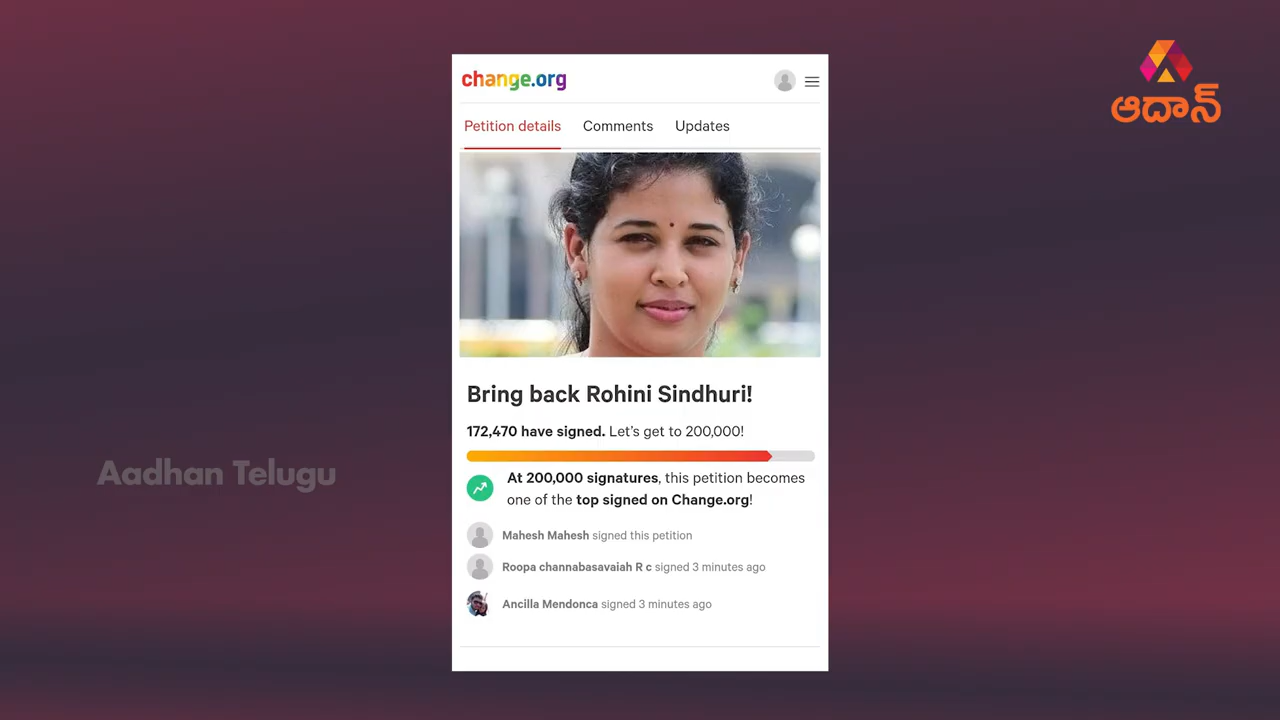 change.org
ఆదాన్
Petition details Comments Updates
Bring back Rohini Sindhuri!
172,470 have signed. Let's get to 200,000!
At 200,000 signatures, this petition becomes
one of the top signed on Change.org!
Aadhan Telugu
Mahesh Mahesh signed this petition
Roopa channabasavaiah R c signed 3 minutes ago
Ancilla Mendonca signed 3 minutes ago